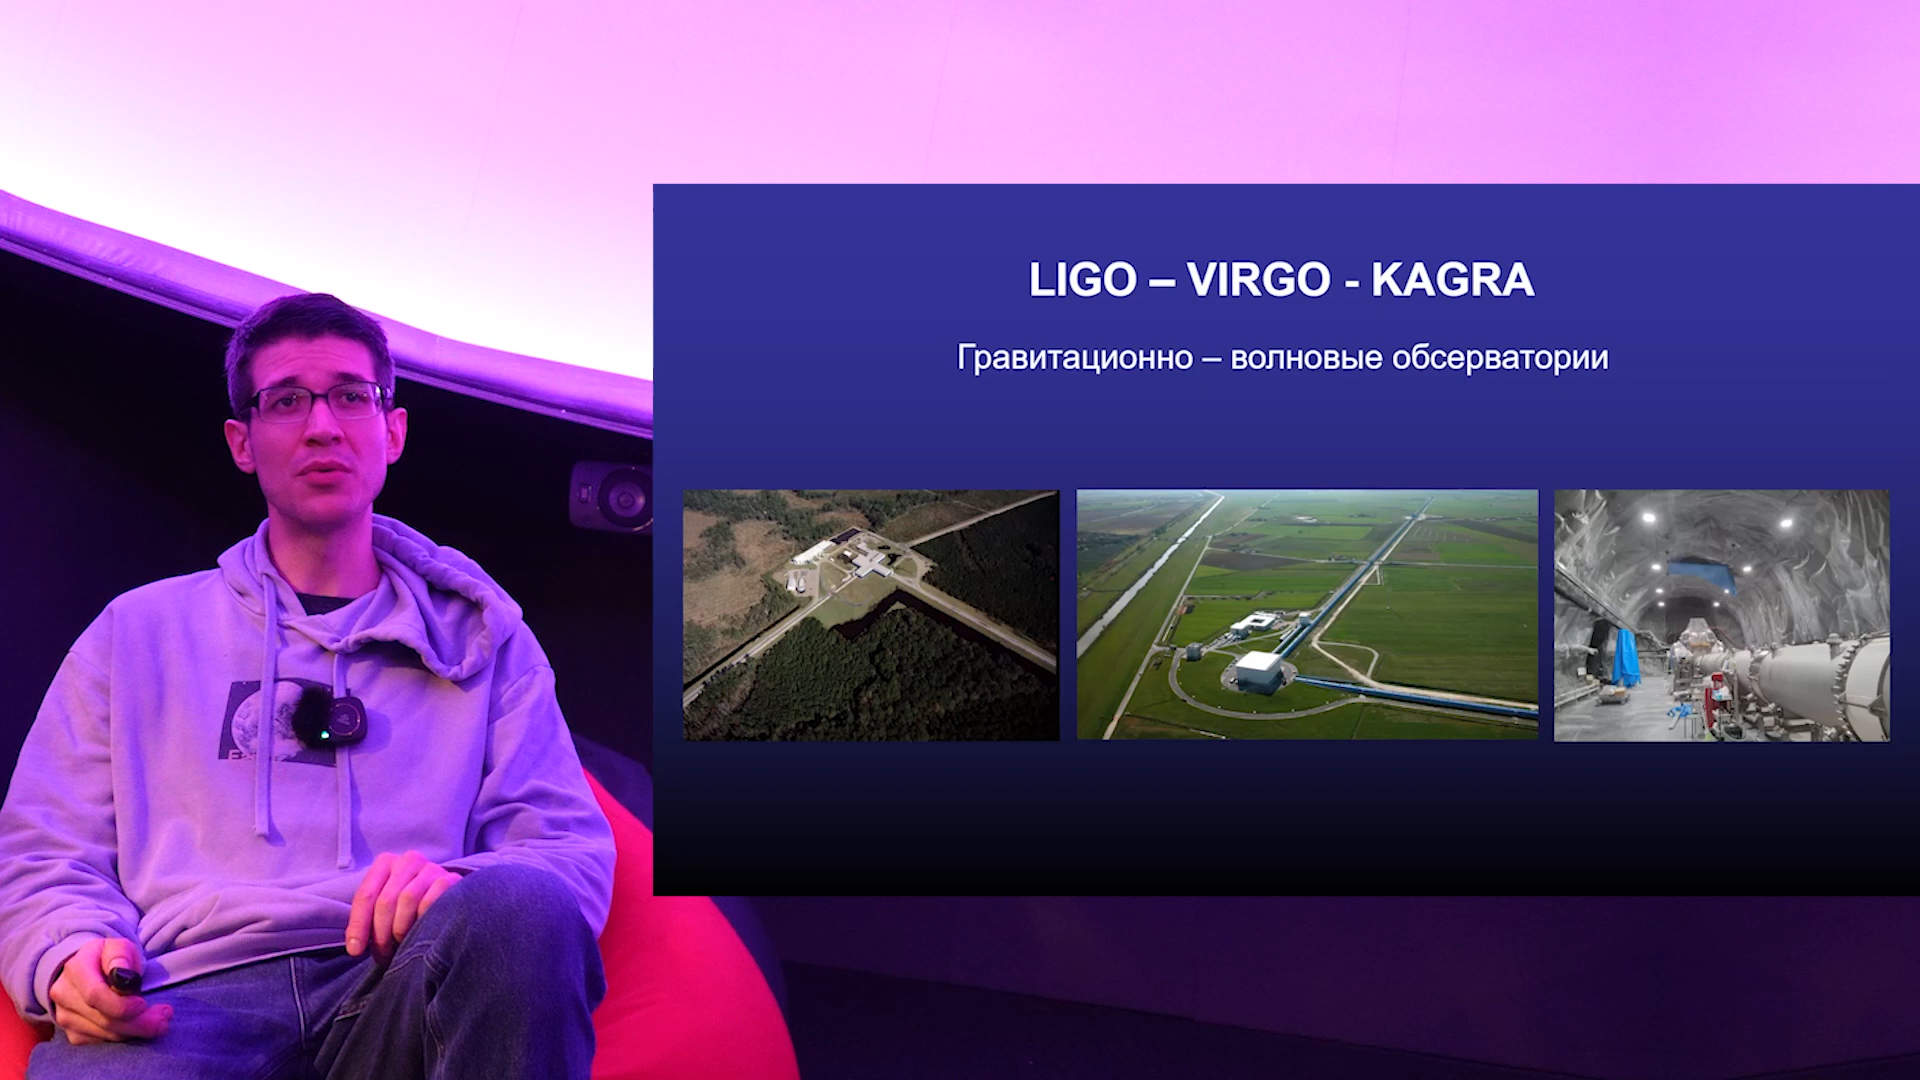 LIGO – VIRGO - KAGRA
Гравитационно – волновые обсерватории